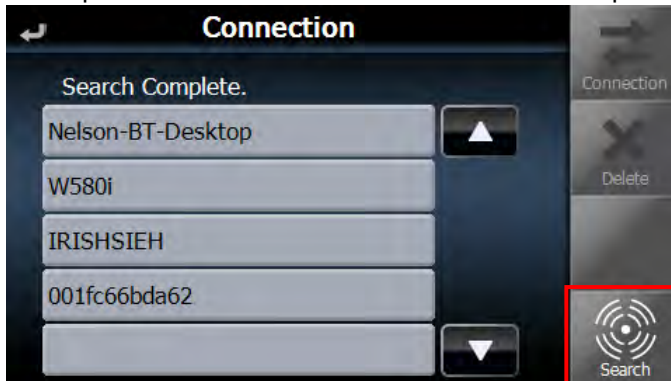 Connection
Search Complete.
Connection
Nelson-BT-Desktop
W580i
Delete
IRISHSIEH
001fc66bda62
Search